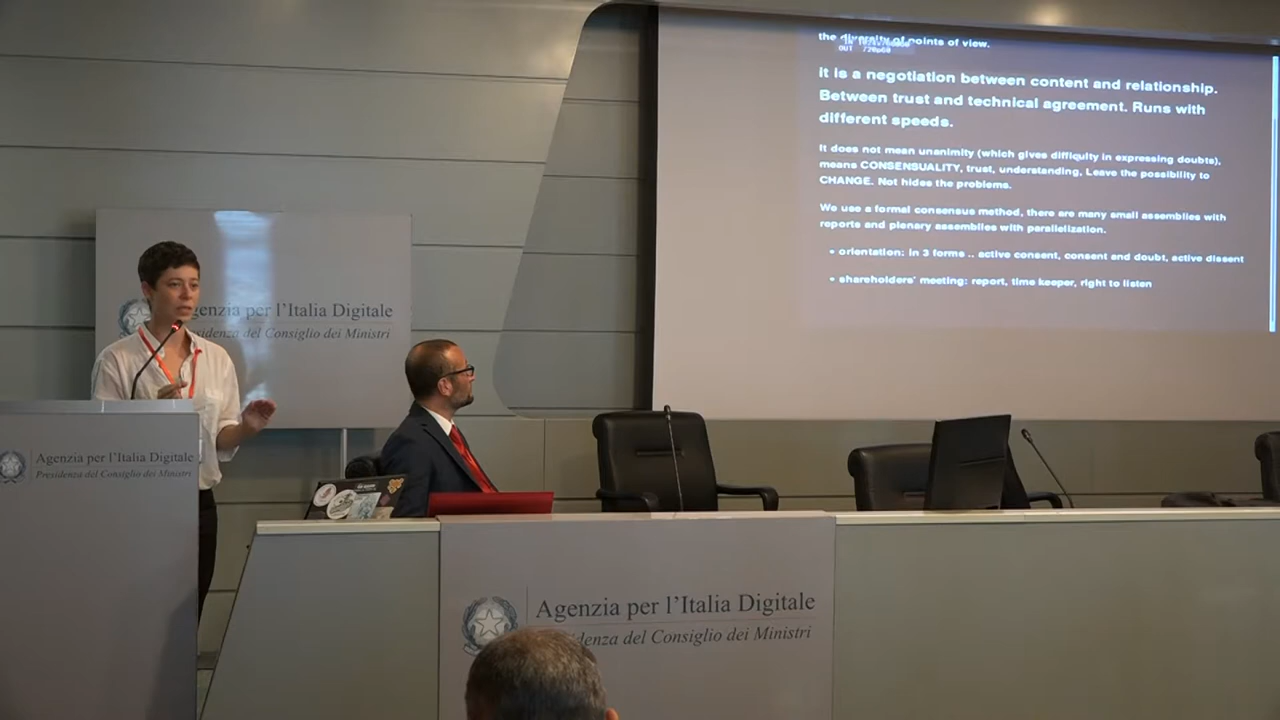 the diversity of points of view.
OUT 720p60
It is a negotiation between content and relationship.
Between trust and technical agreement. Runs with
different speeds.
It does not mean unanimity (which gives difficulty in expressing doubts),
means CONSENSUALITY, trust, understanding, Leave the possibility to
CHANGE. Not hides the problems.
We use a formal consensus method, there are many small assemblies with
reports and plenary assemblies with parallelization.
• orientation: in 3 forms .. active consent, consent and doubt, active dissent
• shareholders' meeting: report, time keeper, right to listen
genzia per l'Italia Digitale
sidenza del Consiglio dei Ministri
Agenzia per l'Italia Digitale
Presidenza del Consiglio dei Ministri
Agenzia per l'Italia Digitale
idenza del Consiglio dei Ministri